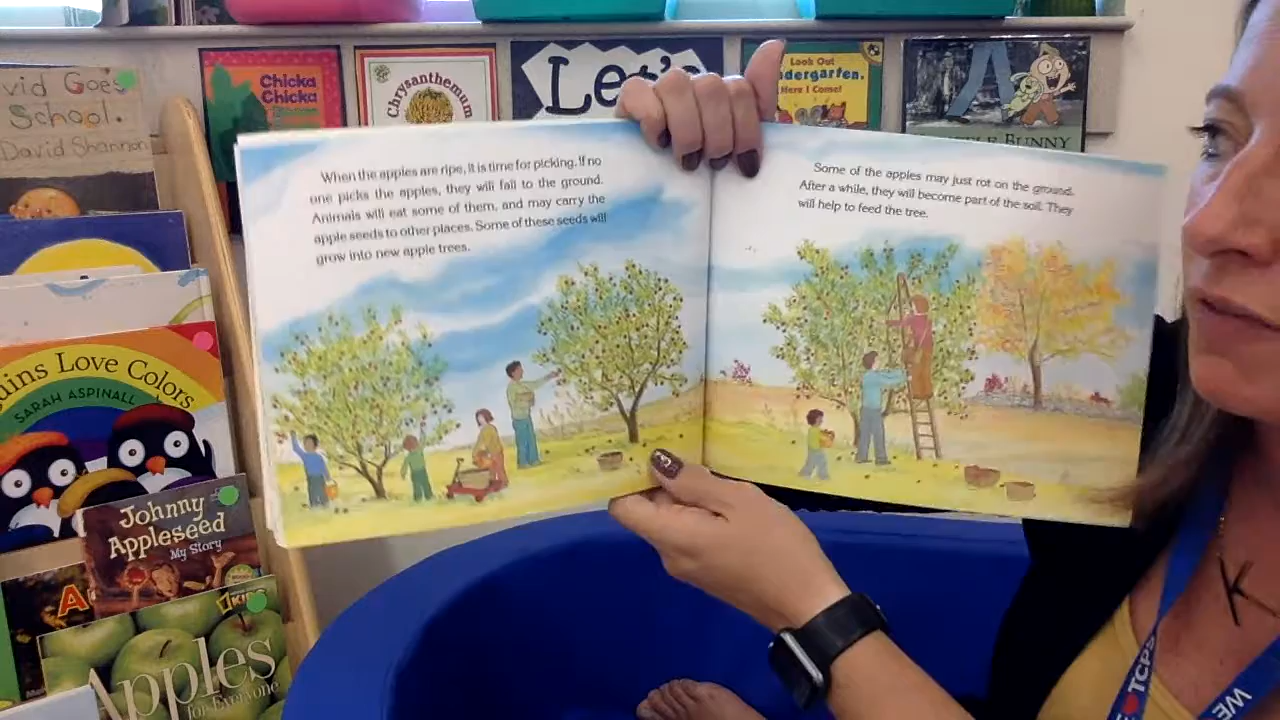 vid Goes
School.
David Shannon
Chicka
Chicka
Chrysanthemum
Let's
Look Out
dergarten,
Here I Come!
BUNNY
When the apples are ripe, it is time for picking. If no
one picks the apples, they will fall to the ground.
Animals will eat some of them, and may carry the
apple seeds to other places. Some of these seeds will
grow into new apple trees.
Some of the apples may just rot on the ground.
After a while, they will become part of the soil. They
will help to feed the tree.
uins Love Colors
SARAH ASPINALL
Johnny
Appleseed
My Story
A
KIDS
Apples
for Everyone
K
TCPS
WE